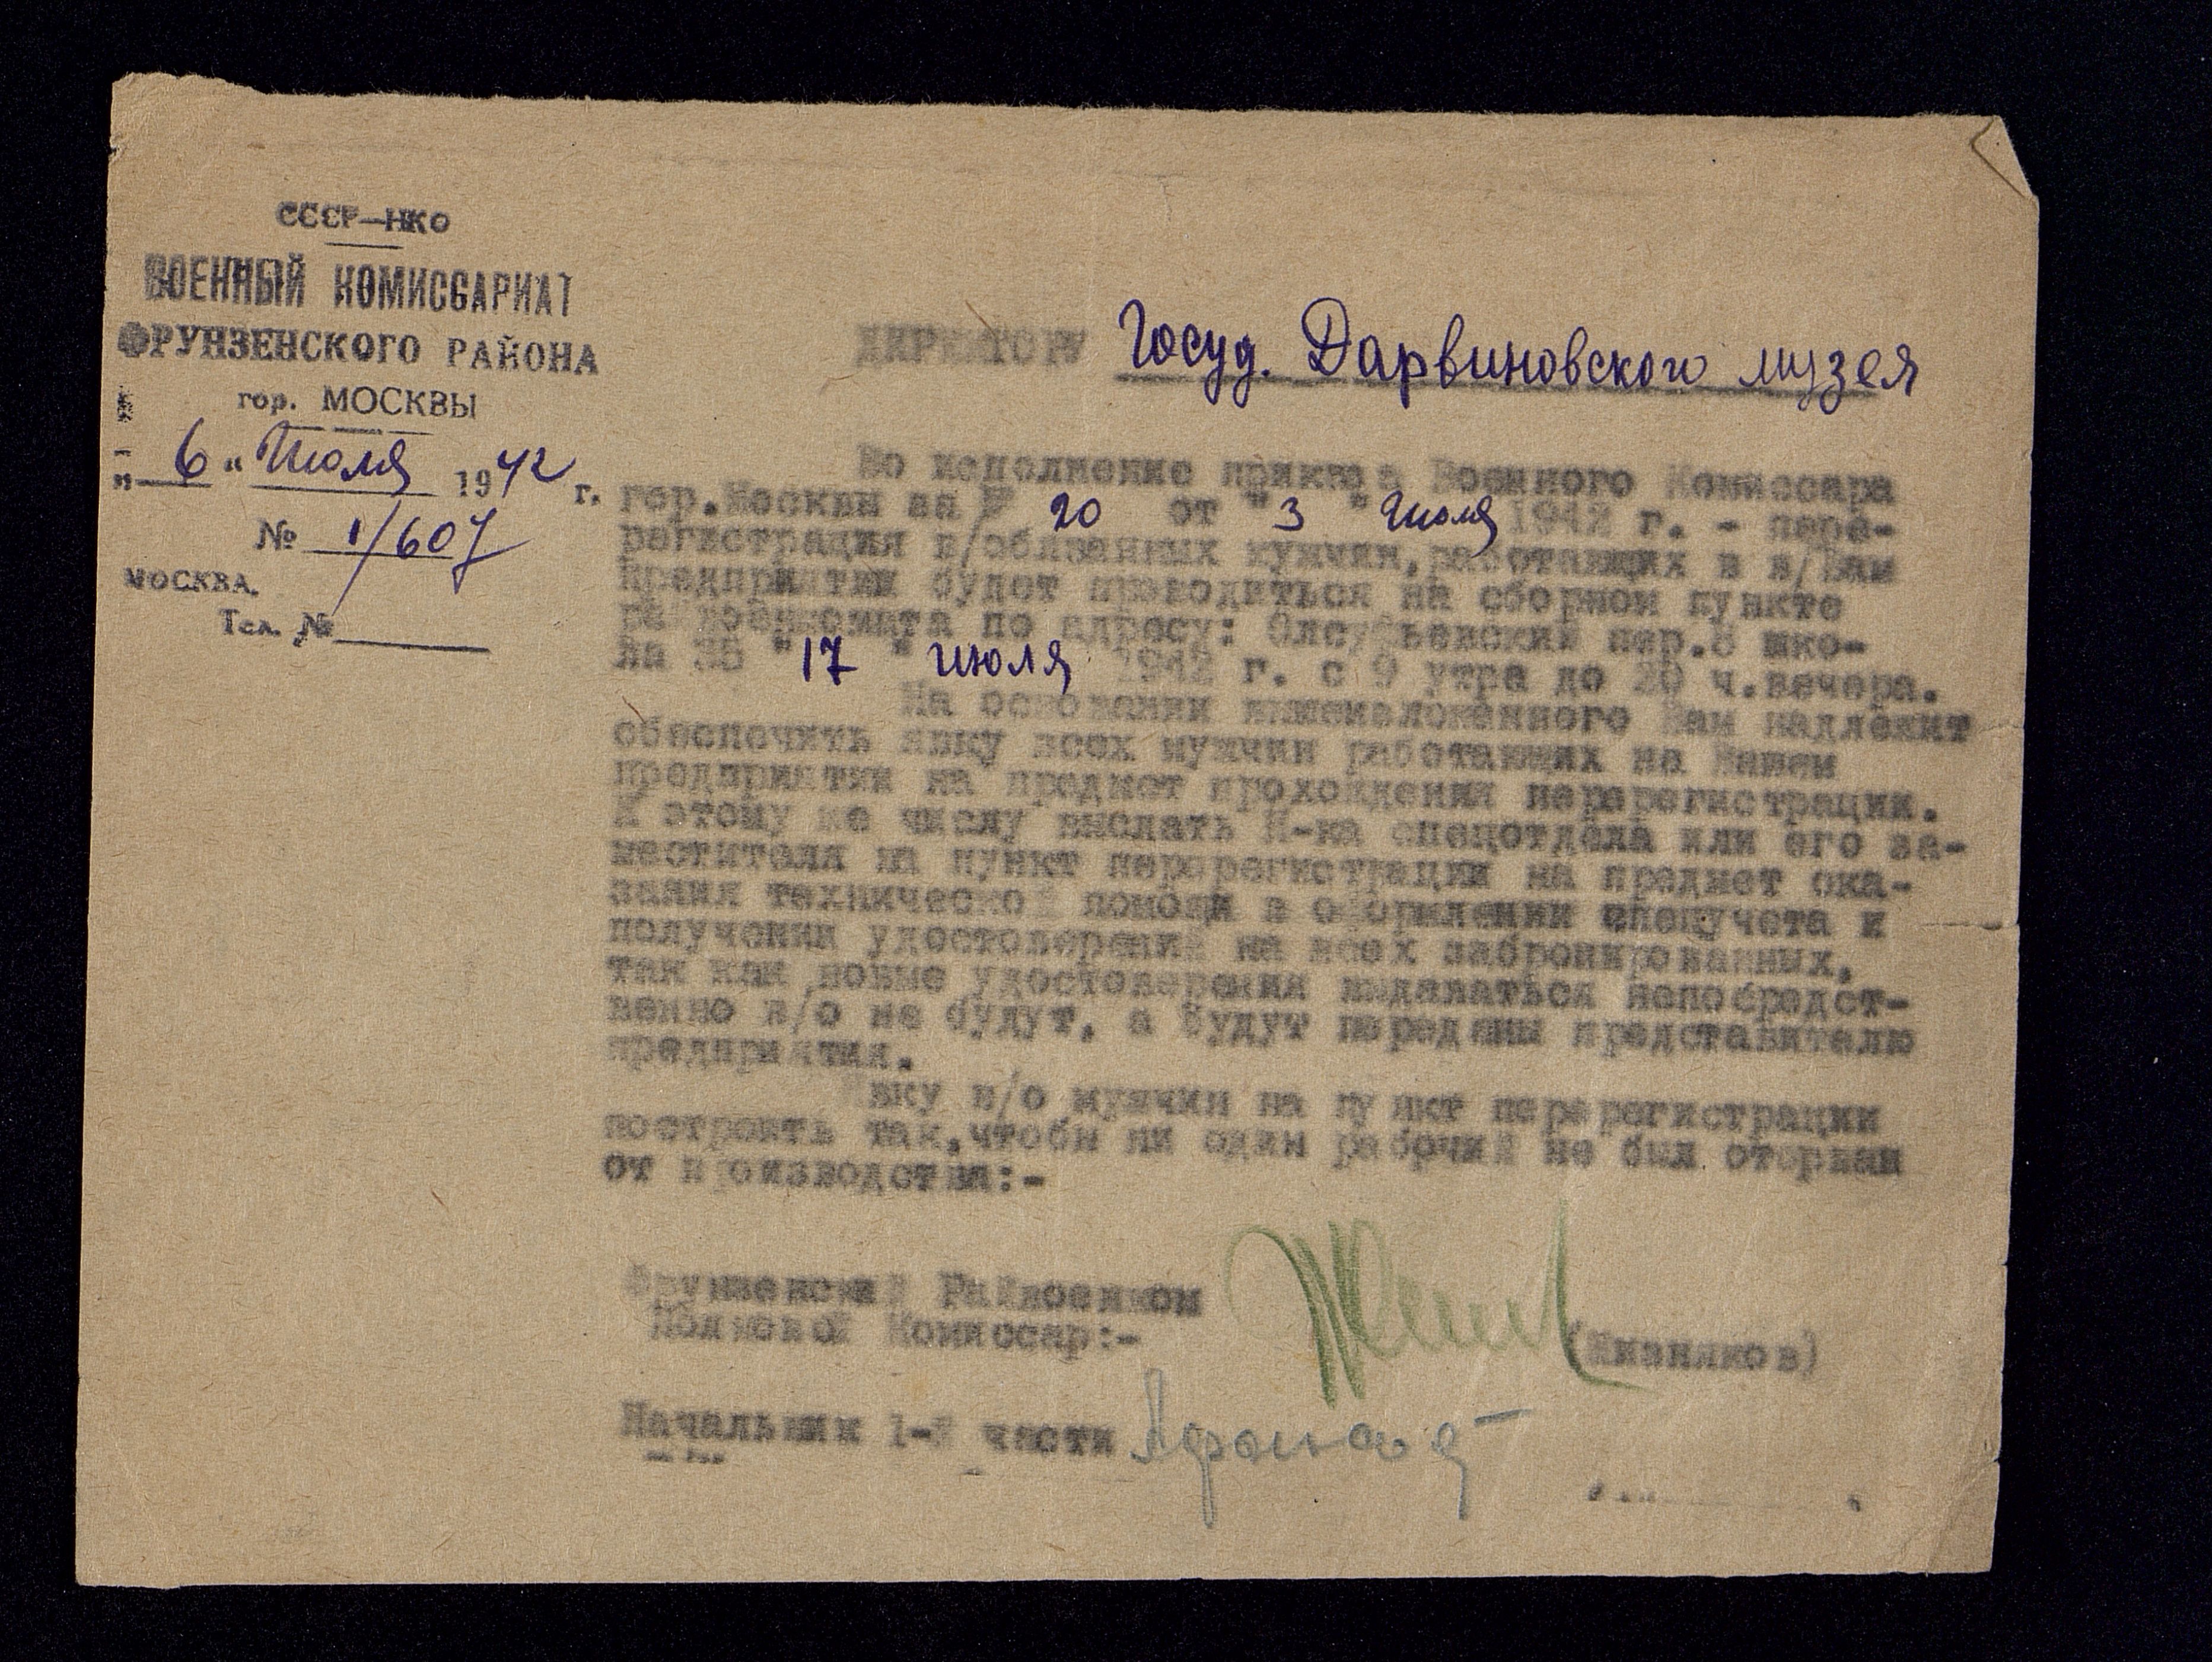 СССР—НКО
ВОЕННЫЙ КОМИССАРИАТ
ФРУНЗЕНСКОГО РАЙОНА
гор. МОСКВЫ
„ 6 “ Июля 1942 г.
№ 1/607
МОСКВА.
Тел. №
ДИРЕКТОРУ Госуд. Дарвиновского музея
Во исполнение приказа Военного Комиссара
гор.Москвы за № 20 от "3 " Июля 1942 г. - пере-
регистрация в/обязанных мужчин,работающих в в/Вам
предприятии будет проводиться на сборном пункте
райвоенкомата по адресу: Олсуфьевский пер.8 шко-
ла 35 "17 " июля 1942 г. с 9 утра до 20 ч.вечера.
На основании вышеизложенного Вам надлежит
обеспечить явку всех мужчин работающих на Вашем
предприятии на предмет прохождения перерегистрации.
К этому же числу выслать Н-ка спецотдела или его за-
местителя на пункт перерегистрации на предмет ока-
зания технической помощи в оформлении спецучета и
получении удостоверений на всех забронированных,
так как новые удостоверения выдаваться непосредст-
венно в/о не будут, а будут переданы представителю
предприятия.
Явку в/о мужчин на пункт перерегистрации
построить так,чтобы ни один рабочий не был оторван
от производства:-
Фрунзенский Райвоенком
Полковой Комиссар:-
(Низняков)
Начальник 1-й части